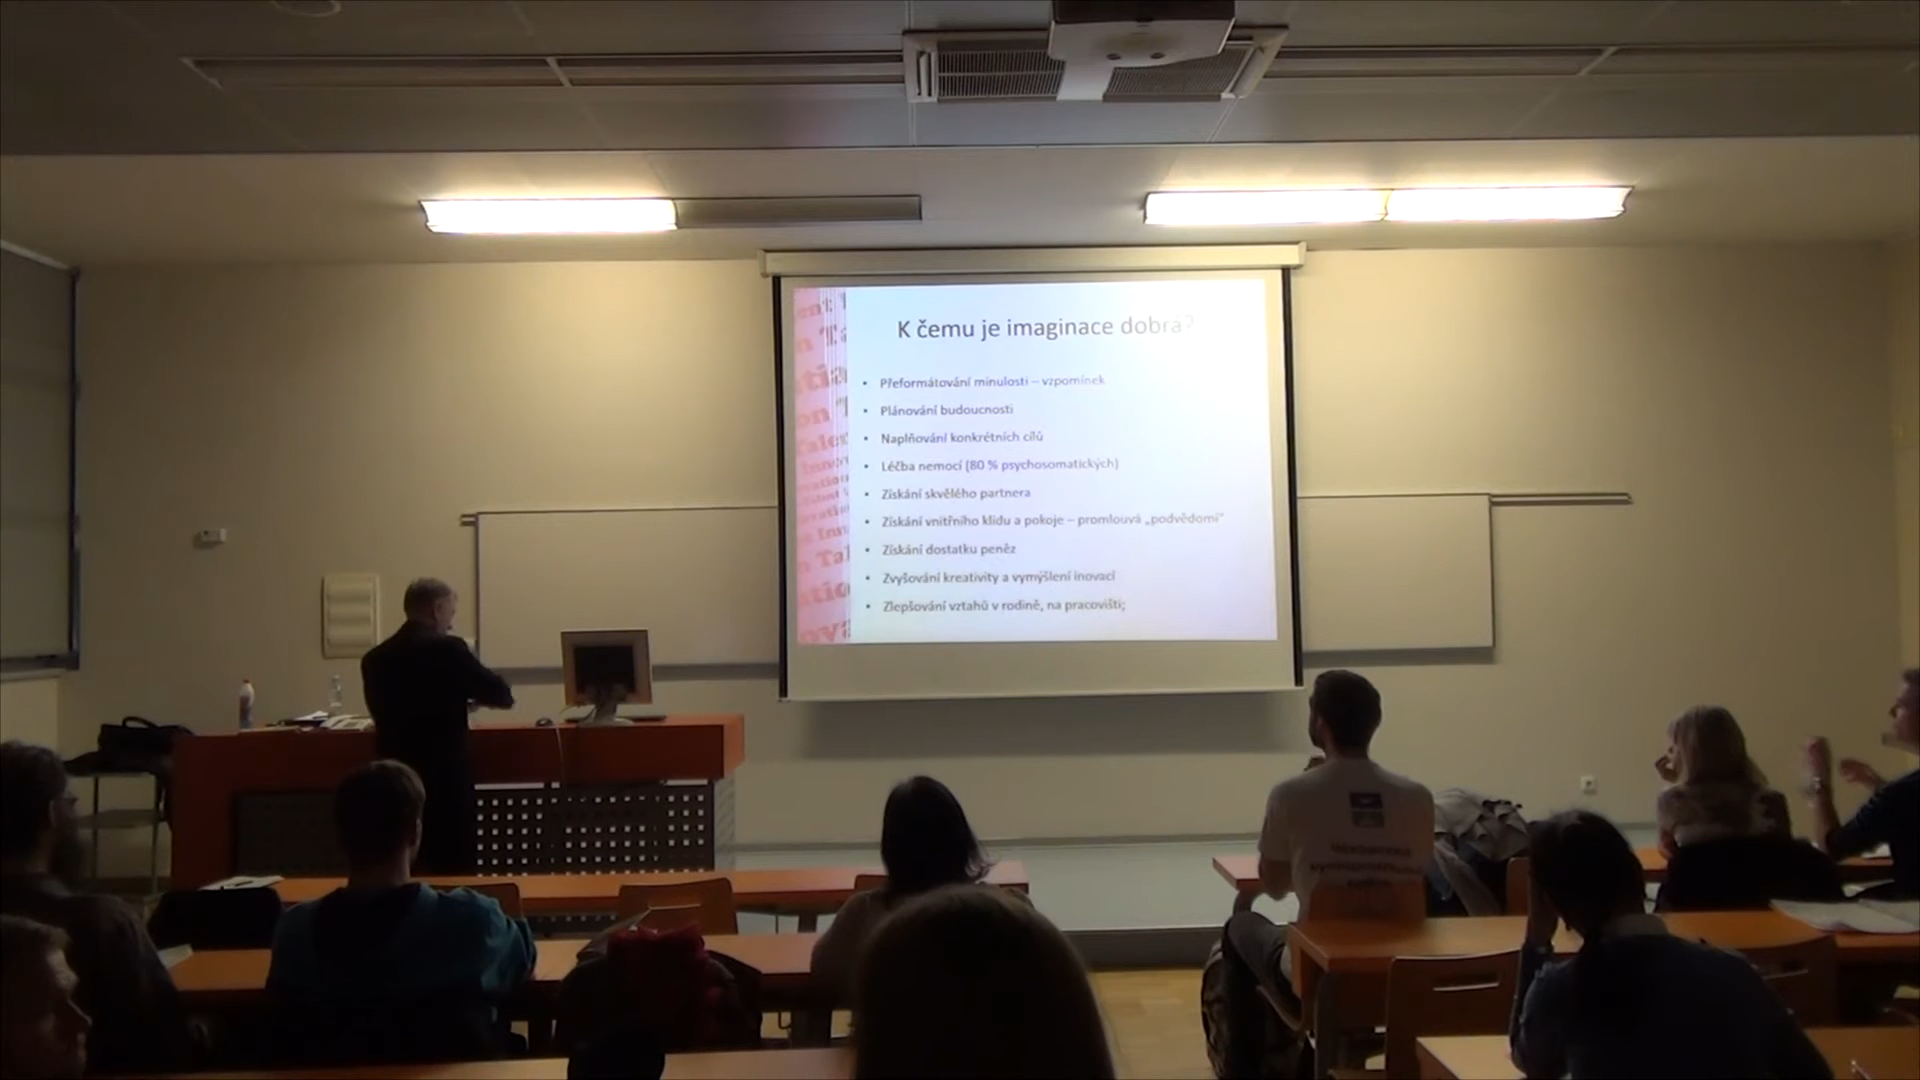 K čemu je imaginace dobrá?
• Přeformátování minulosti – vzpomínek
• Plánování budoucnosti
• Naplňování konkrétních cílů
• Léčba nemocí (80 % psychosomatických)
• Získání skvělého partnera
• Získání vnitřního klidu a pokoje – promlouvá „podvědomí"
• Získání dostatku peněz
• Zvyšování kreativity a vymýšlení inovací
• Zlepšování vztahů v rodině, na pracovišti;